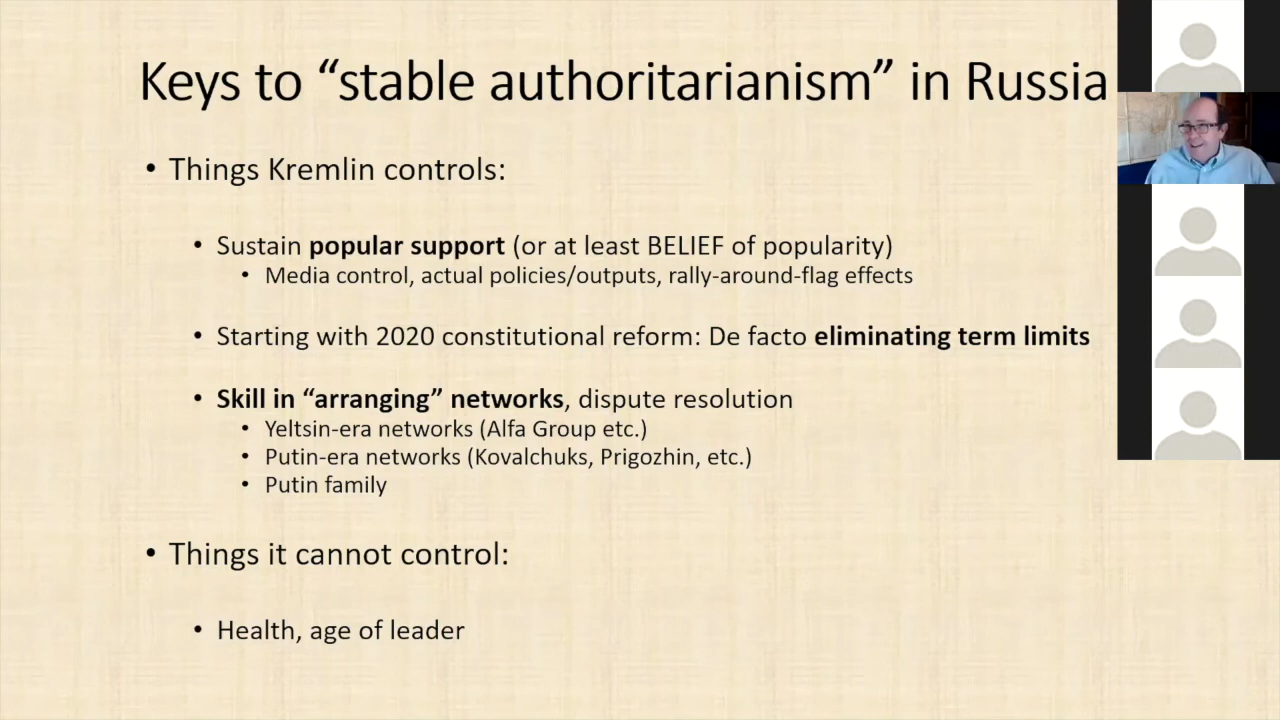 Keys to “stable authoritarianism” in Russia
• Things Kremlin controls:
• Sustain popular support (or at least BELIEF of popularity)
• Media control, actual policies/outputs, rally-around-flag effects
• Starting with 2020 constitutional reform: De facto eliminating term limits
• Skill in “arranging” networks, dispute resolution
• Yeltsin-era networks (Alfa Group etc.)
• Putin-era networks (Kovalchuks, Prigozhin, etc.)
• Putin family
• Things it cannot control:
• Health, age of leader